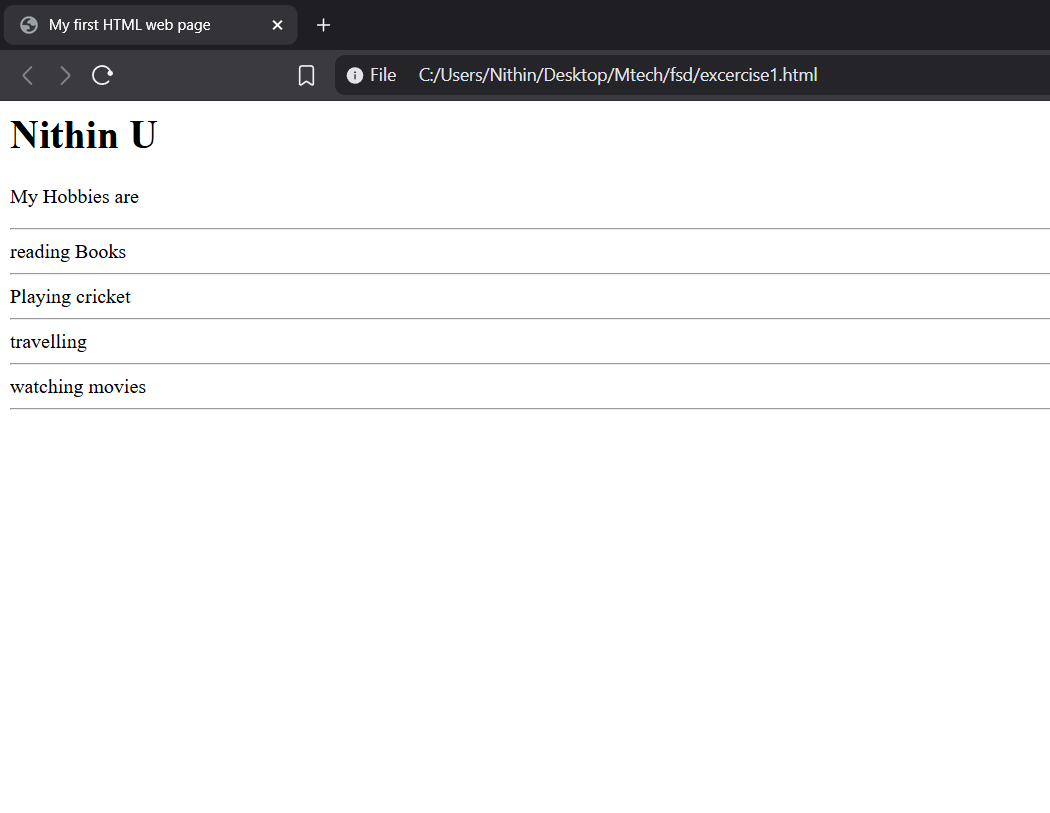 My first HTML web page
File C:/Users/Nithin/Desktop/Mtech/fsd/excercise1.html
Nithin U
My Hobbies are
reading Books
Playing cricket
travelling
watching movies